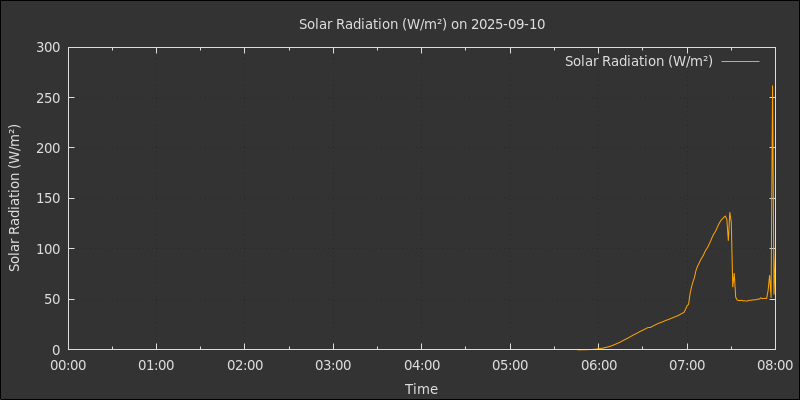 Solar Radiation (W/m²) on 2025-09-10
Solar Radiation (W/m²)
Solar Radiation (W/m²)
300
250
200
150
100
50
0
00:00 01:00 02:00 03:00 04:00 05:00 06:00 07:00 08:00
Time